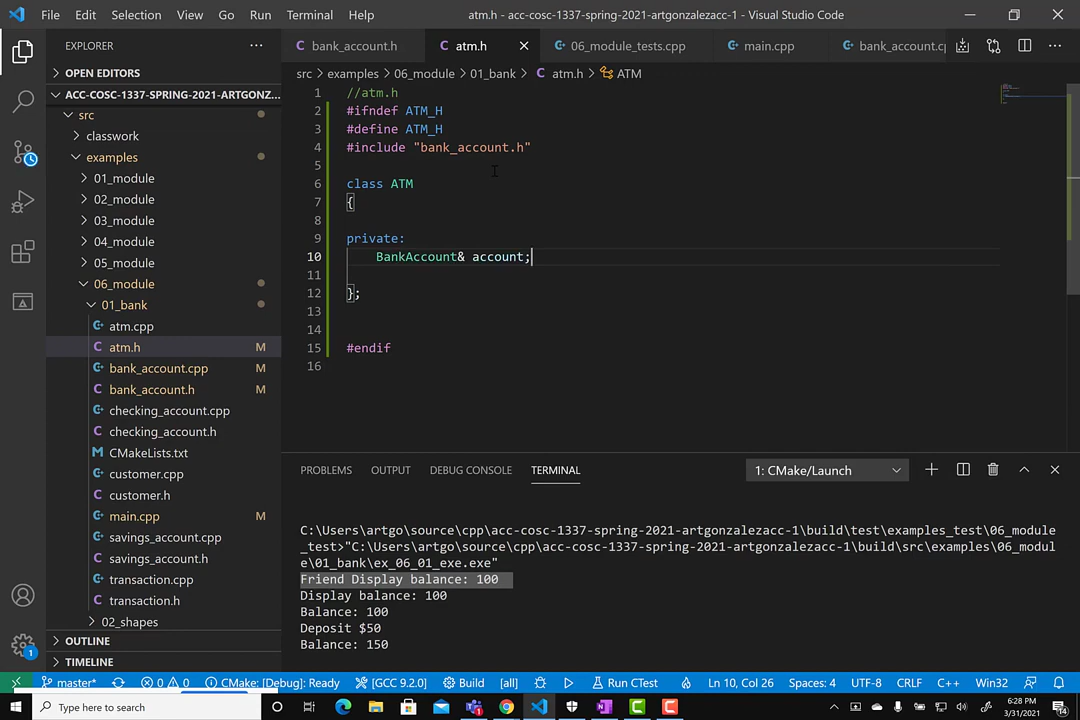 File Edit Selection View Go Run Terminal Help
atm.h - acc-cosc-1337-spring-2021-artgonzalezacc-1 - Visual Studio Code
EXPLORER
bank_account.h
atm.h
06_module_tests.cpp
main.cpp
bank_account.cp
OPEN EDITORS
ACC-COSC-1337-SPRING-2021-ARTGONZ...
src
classwork
examples
01_module
02_module
03_module
04_module
05_module
06_module
01_bank
atm.cpp
atm.h M
bank_account.cpp M
bank_account.h M
checking_account.cpp
checking_account.h
CMakeLists.txt
customer.cpp
customer.h
main.cpp M
savings_account.cpp
savings_account.h
transaction.cpp
transaction.h
02_shapes
OUTLINE
TIMELINE
src > examples > 06_module > 01_bank > C atm.h > ATM
1 //atm.h
2 #ifndef ATM_H
3 #define ATM_H
4 #include "bank_account.h"
5
6 class ATM
7 {
8
9 private:
10 BankAccount& account;
11
12 };
13
14
15 #endif
16
PROBLEMS OUTPUT DEBUG CONSOLE TERMINAL
1: CMake/Launch
C:\Users\artgo\source\cpp\acc-cosc-1337-spring-2021-artgonzalezacc-1\build\test\examples_test\06_module
_test>"C:\Users\artgo\source\cpp\acc-cosc-1337-spring-2021-artgonzalezacc-1\build\src\examples\06_modul
e\01_bank\ex_06_01_exe.exe"
Friend Display balance: 100
Display balance: 100
Balance: 100
Deposit $50
Balance: 150
master* 0 0 CMake: [Debug]: Ready [GCC 9.2.0] Build [all] Run CTest Ln 10, Col 26 Spaces: 4 UTF-8 CRLF C++ Win32
Type here to search
6:28 PM
3/31/2021
14